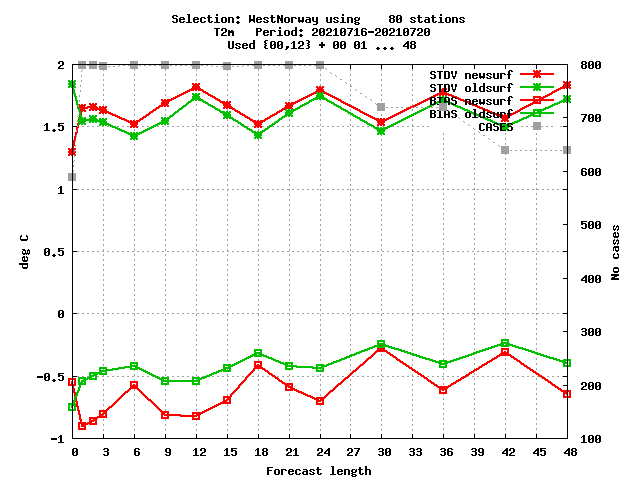 Selection: WestNorway using    80 stations
T2m   Period: 20210716-20210720
Used {00,12} + 00 01 ... 48
2
1.5
1
0.5
0
-0.5
-1
deg C
800
700
600
500
400
300
200
100
No cases
STDV newsurf
STDV oldsurf
BIAS newsurf
BIAS oldsurf
CASES
0 3 6 9 12 15 18 21 24 27 30 33 36 39 42 45 48
Forecast length